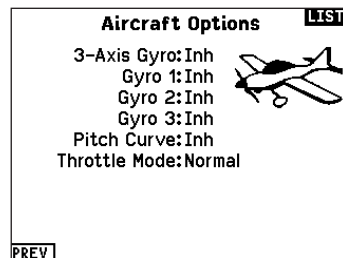 LIST
Aircraft Options
3-Axis Gyro:Inh
Gyro 1:Inh
Gyro 2:Inh
Gyro 3:Inh
Pitch Curve:Inh
Throttle Mode:Normal
PREV